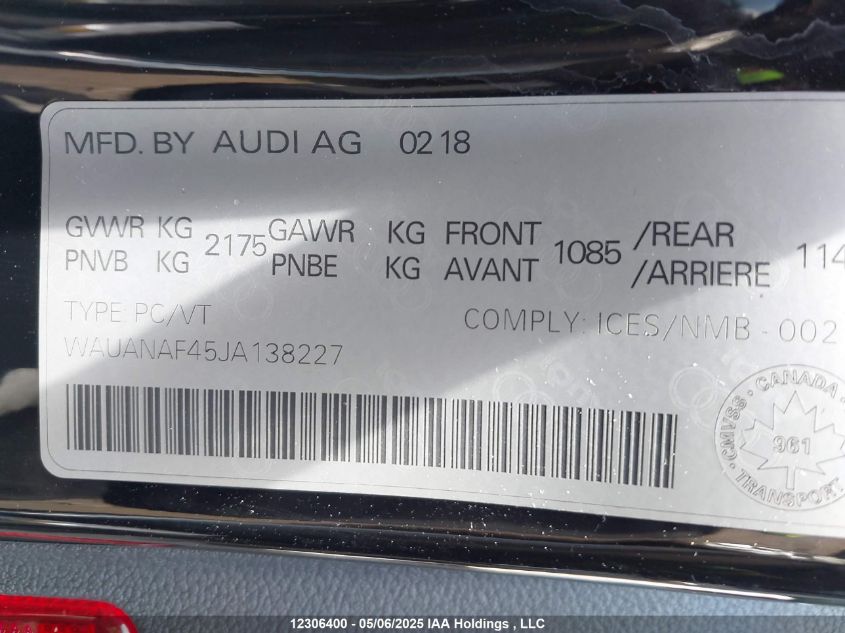 MFD. BY AUDI AG 0218
GVWR KG 2175 GAWR KG FRONT 1085 /REAR
PNVB KG PNBE KG AVANT /ARRIERE 114
TYPE PC/VT COMPLY: ICES/NMB - 002
WAUANAF45JA138227
CMVSS · CANADA ·
961
TRANSPORT
12306400 - 05/06/2025 IAA Holdings , LLC